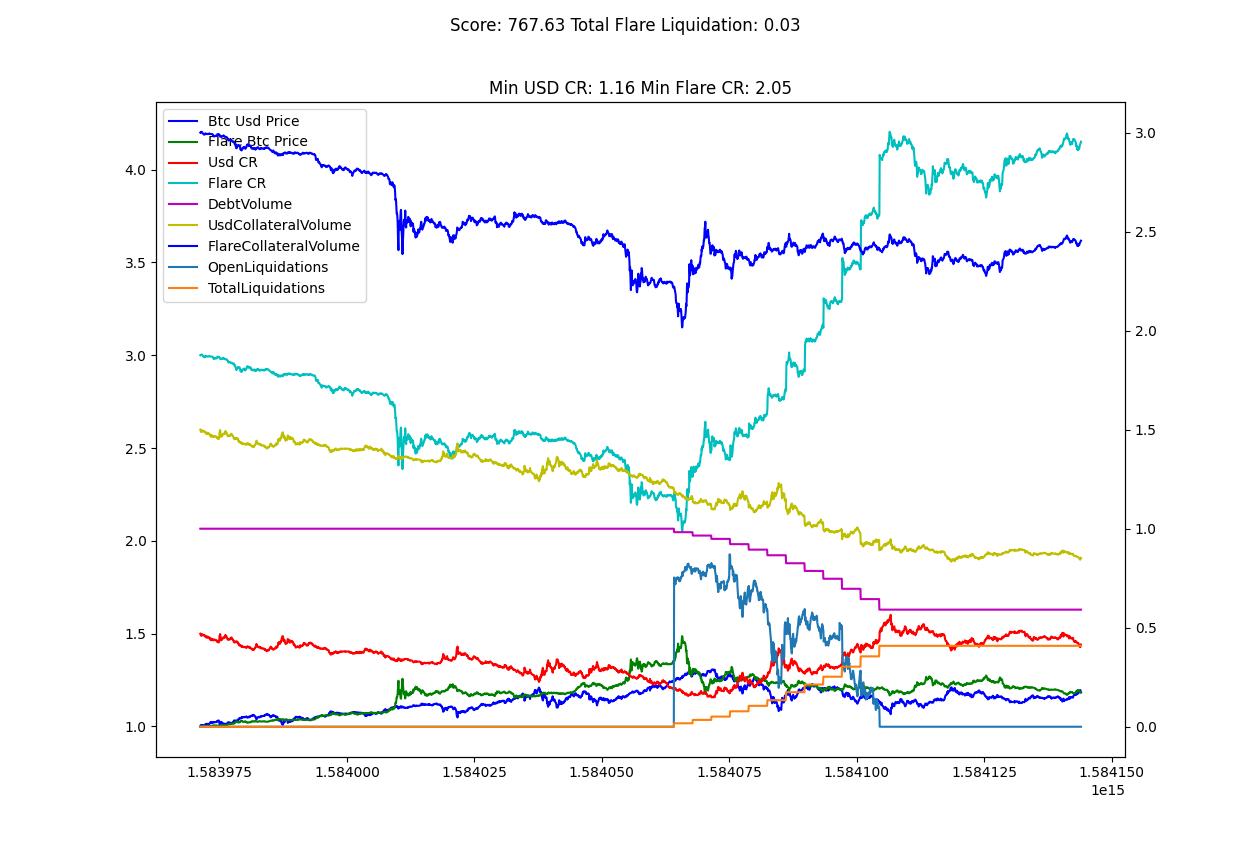 Score: 767.63 Total Flare Liquidation: 0.03
Min USD CR: 1.16 Min Flare CR: 2.05
Btc Usd Price
Flare Btc Price
Usd CR
Flare CR
DebtVolume
UsdCollateralVolume
FlareCollateralVolume
OpenLiquidations
TotalLiquidations
4.0
3.5
3.0
2.5
2.0
1.5
1.0
3.0
2.5
2.0
1.5
1.0
0.5
0.0
1.583975 1.584000 1.584025 1.584050 1.584075 1.584100 1.584125 1.584150
1e15